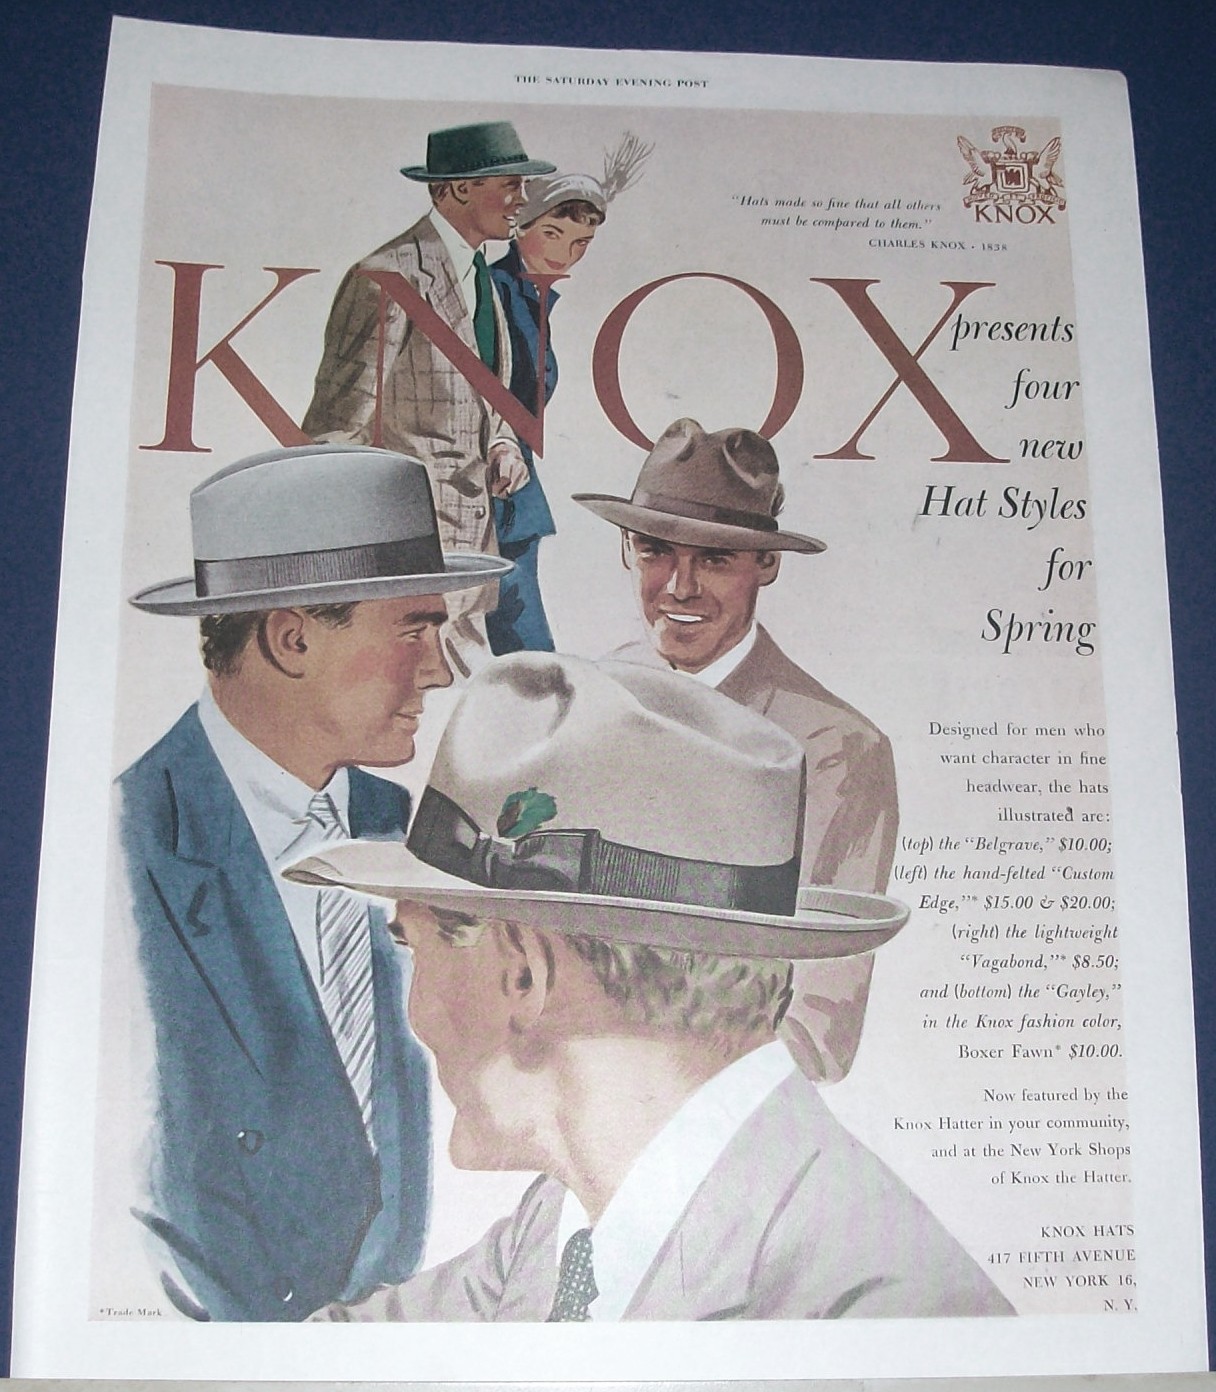 THE SATURDAY EVENING POST
"Hats made so fine that all others
must be compared to them."
CHARLES KNOX · 1838
KNOX
KNOX
presents
four
new
Hat Styles
for
Spring
Designed for men who
want character in fine
headwear, the hats
illustrated are:
(top) the "Belgrave," $10.00;
(left) the hand-felted "Custom
Edge,"* $15.00 & $20.00;
(right) the lightweight
"Vagabond,"* $8.50;
and (bottom) the "Gayley,"
in the Knox fashion color,
Boxer Fawn* $10.00.
Now featured by the
Knox Hatter in your community,
and at the New York Shops
of Knox the Hatter.
KNOX HATS
417 FIFTH AVENUE
NEW YORK 16,
N. Y.
*Trade Mark